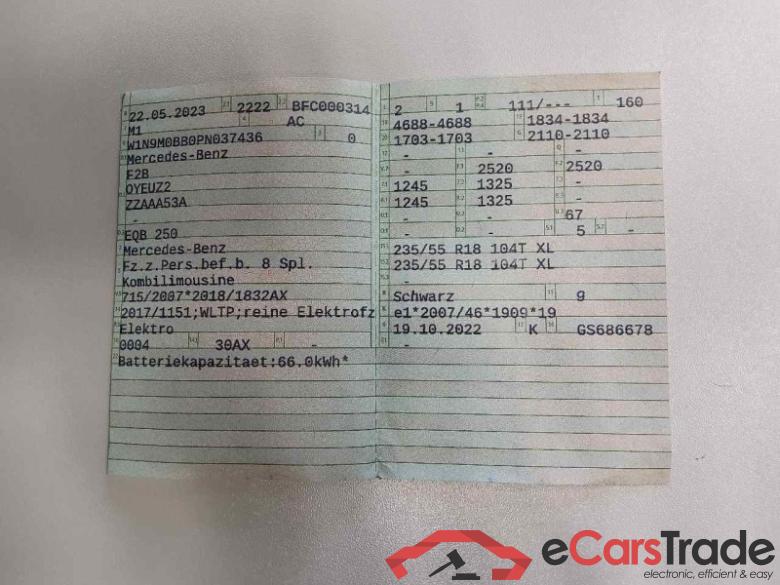 22.05.2023 2222 BFC000314
M1 AC
W1N9M0BB0PN037436 0
Mercedes-Benz
F2B
OYEUZ2
ZZAAA53A
-
EQB 250
Mercedes-Benz
Fz.z.Pers.bef.b. 8 Spl.
Kombilimousine
715/2007*2018/1832AX
2017/1151;WLTP;reine Elektrofz
Elektro
0004 30AX -
Batteriekapazitaet:66.0kWh*
2 1 111/--- 160
4688-4688 1834-1834
1703-1703 2110-2110
- - -
- 2520 2520
1245 1325 -
1245 1325 -
- - 67
- - 5 -
235/55 R18 104T XL
235/55 R18 104T XL
-
Schwarz 9
e1*2007/46*1909*19
19.10.2022 K GS686678
-
eCarsTrade
electronic, efficient & easy